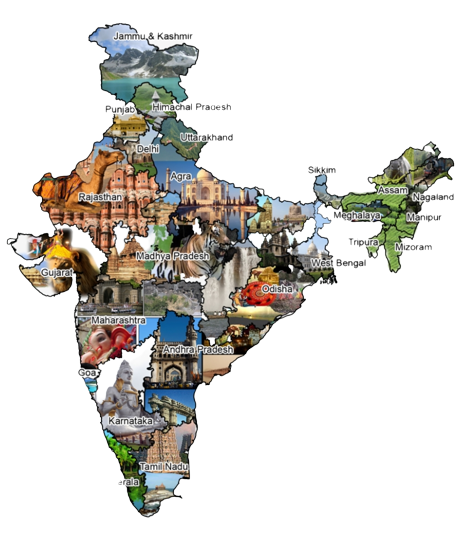 Jammu & Kashmir
Punjab
Himachal Pradesh
Uttarakhand
Delhi
Agra
Sikkim
Rajasthan
Assam
Nagaland
Meghalaya
Manipur
Tripura
Mizoram
Madhya Pradesh
West Bengal
Gujarat
Odisha
Maharashtra
Andhra Pradesh
Goa
Karnataka
Tamil Nadu
erala